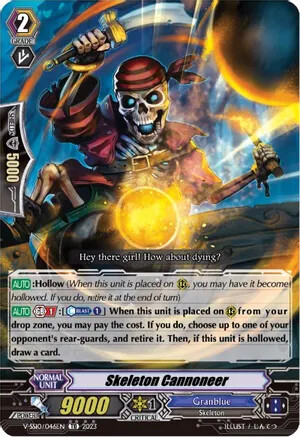 2
GRADE
5000
Hey there girl! How about dying?
AUTO :Hollow (When this unit is placed on Ⓡ, you may have it become
hollowed. If you do, retire it at the end of turn)
AUTO: CB 1 : BLAST 1 When this unit is placed on Ⓡ from your
drop zone, you may pay the cost. If you do, choose up to one of your
opponent's rear-guards, and retire it. Then, if this unit is hollowed,
draw a card.
NORMAL
UNIT
Skeleton Cannoneer
POWER
9000
1
CRITICAL
Granblue
Skeleton
V-SS10/046EN
2023